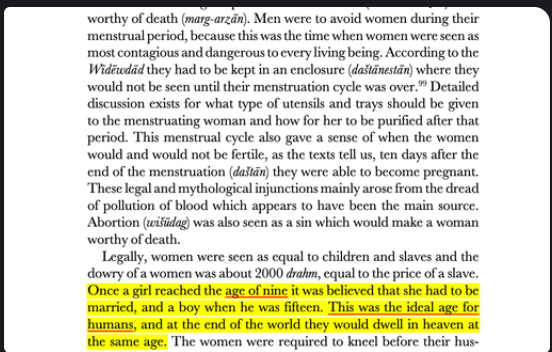 worthy of death (marg-arzān). Men were to avoid women during their
menstrual period, because this was the time when women were seen as
most contagious and dangerous to every living being. According to the
Widēwdād they had to be kept in an enclosure (daštānestān) where they
would not be seen until their menstruation cycle was over.⁹⁹ Detailed
discussion exists for what type of utensils and trays should be given
to the menstruating woman and how for her to be purified after that
period. This menstrual cycle also gave a sense of when the women
would and would not be fertile, as the texts tell us, ten days after the
end of the menstruation (daštān) they were able to become pregnant.
These legal and mythological injunctions mainly arose from the dread
of pollution of blood which appears to have been the main source.
Abortion (wišūdag) was also seen as a sin which would make a woman
worthy of death.
Legally, women were seen as equal to children and slaves and the
dowry of a women was about 2000 drahm, equal to the price of a slave.
Once a girl reached the age of nine it was believed that she had to be
married, and a boy when he was fifteen. This was the ideal age for
humans, and at the end of the world they would dwell in heaven at
the same age. The women were required to kneel before their hus-